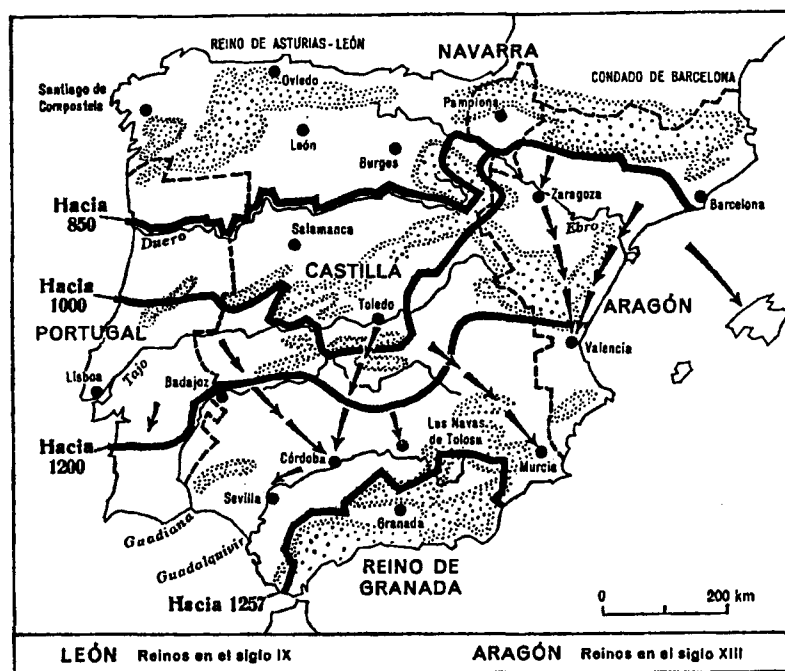 REINO DE ASTURIAS-LEÓN
NAVARRA
CONDADO DE BARCELONA
Oviedo
Santiago de
Compostela
Pamplona
León
Burgos
Hacia
850
Duero
Zaragoza
Barcelona
Salamanca
Ebro
CASTILLA
Hacia
1000
Toledo
ARAGÓN
PORTUGAL
Valencia
Lisboa
Tajo
Badajoz
Hacia
1200
Las Navas
de Tolosa
Córdoba
Murcia
Sevilla
Granada
Guadiana
Guadalquivir
REINO DE
GRANADA
Hacia 1257
0 200 km
LEÓN Reinos en el siglo IX
ARAGÓN Reinos en el siglo XIII